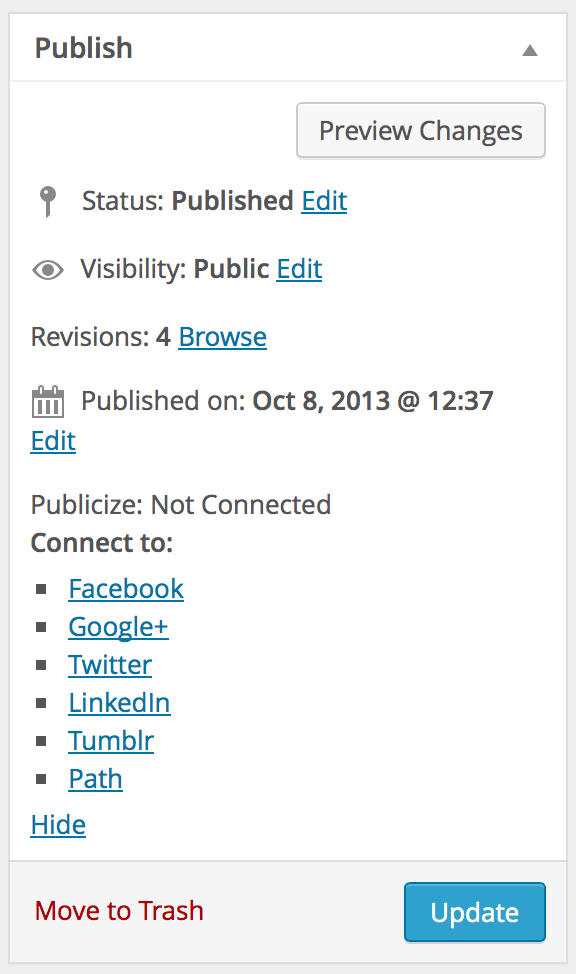 Publish
Preview Changes
Status: Published Edit
Visibility: Public Edit
Revisions: 4 Browse
Published on: Oct 8, 2013 @ 12:37
Edit
Publicize: Not Connected
Connect to:
Facebook
Google+
Twitter
LinkedIn
Tumblr
Path
Hide
Move to Trash
Update